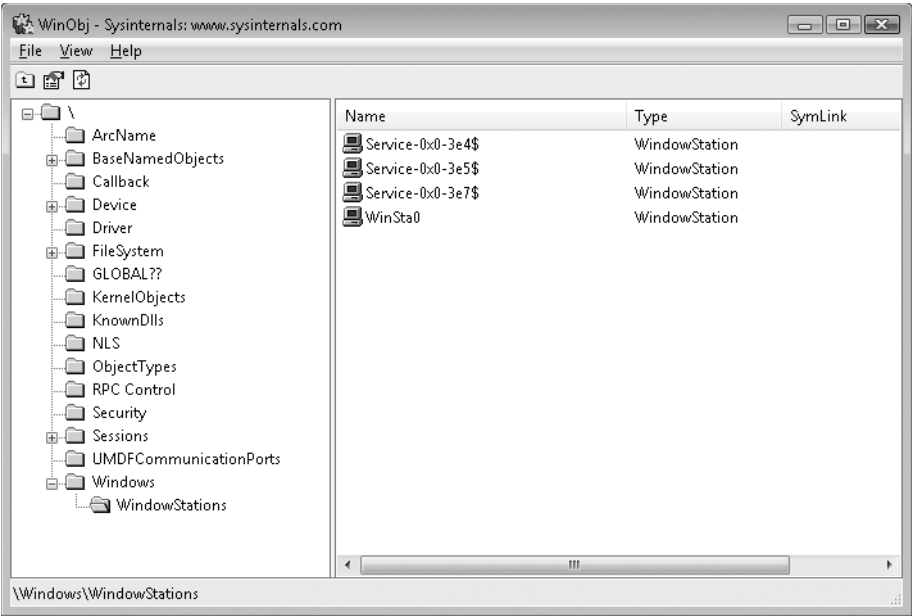 WinObj - Sysinternals: www.sysinternals.com
File View Help
\
ArcName
BaseNamedObjects
Callback
Device
Driver
FileSystem
GLOBAL??
KernelObjects
KnownDlls
NLS
ObjectTypes
RPC Control
Security
Sessions
UMDFCommunicationPorts
Windows
WindowStations
Name Type SymLink
Service-0x0-3e4$ WindowStation
Service-0x0-3e5$ WindowStation
Service-0x0-3e7$ WindowStation
WinSta0 WindowStation
\Windows\WindowStations